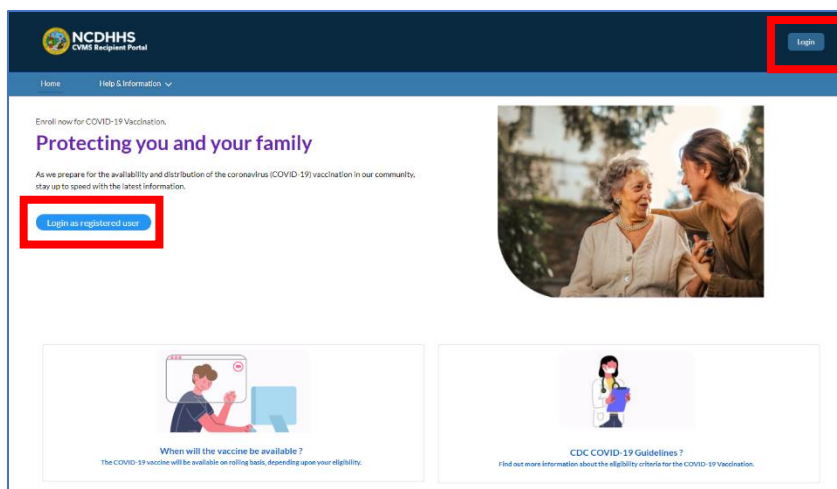 NCDHHS
CVMS Recipient Portal
Login
Home Help & Information
Enroll now for COVID-19 Vaccination.
Protecting you and your family
As we prepare for the availability and distribution of the coronavirus (COVID-19) vaccination in our community,
stay up to speed with the latest information.
Login as registered user
When will the vaccine be available ?
The COVID-19 vaccine will be available on rolling basis, depending upon your eligibility.
CDC COVID-19 Guidelines ?
Find out more information about the eligibility criteria for the COVID-19 Vaccination.